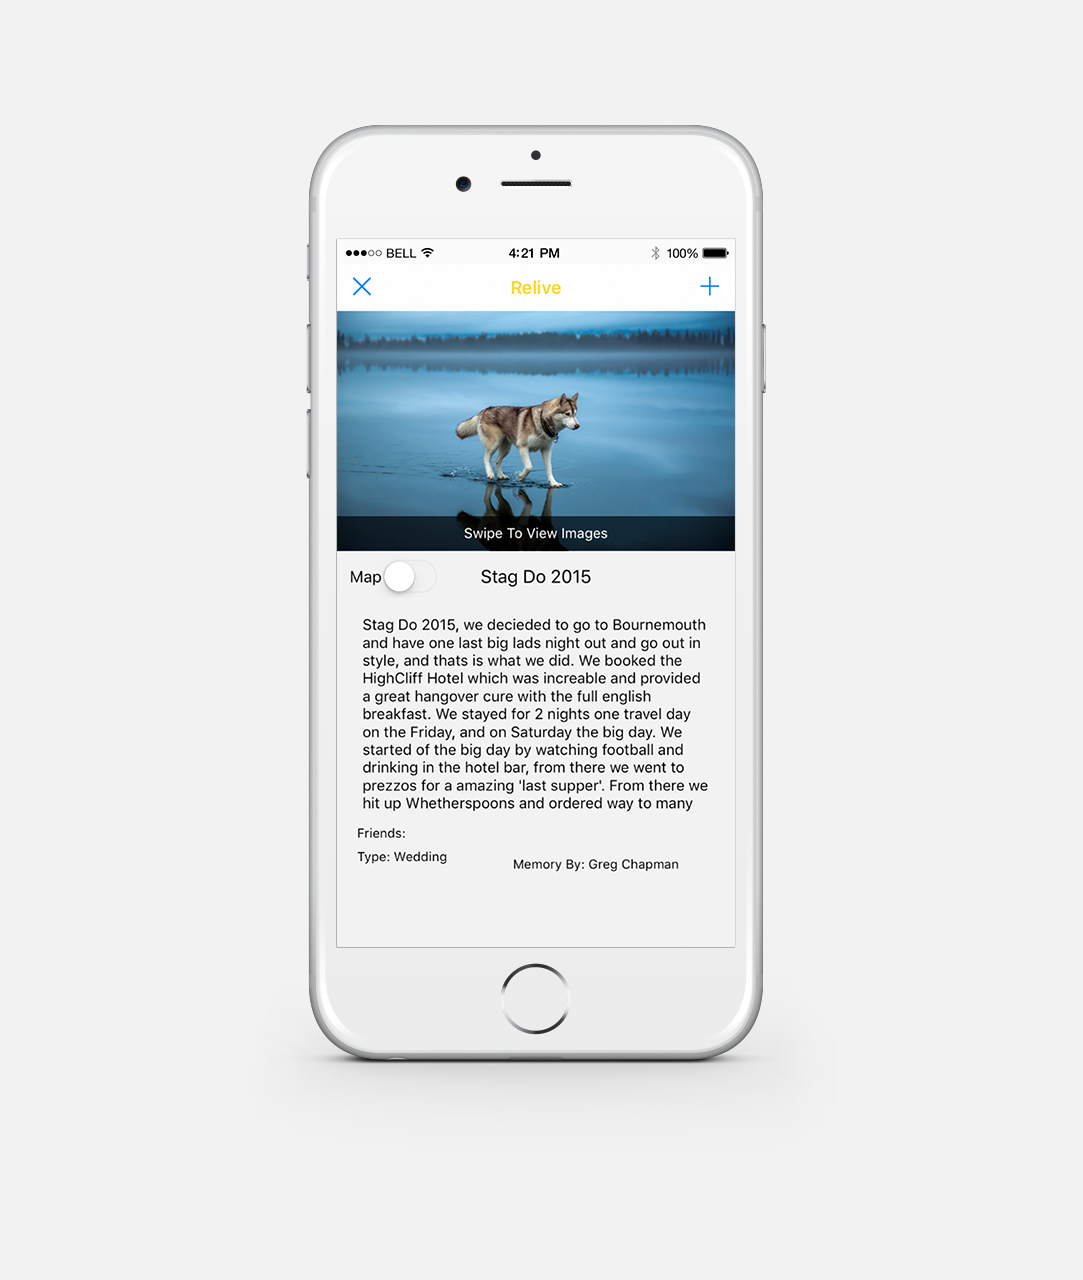 BELL 4:21 PM 100%
Relive
Swipe To View Images
Map Stag Do 2015
Stag Do 2015, we decieded to go to Bournemouth
and have one last big lads night out and go out in
style, and thats is what we did. We booked the
HighCliff Hotel which was increable and provided
a great hangover cure with the full english
breakfast. We stayed for 2 nights one travel day
on the Friday, and on Saturday the big day. We
started of the big day by watching football and
drinking in the hotel bar, from there we went to
prezzos for a amazing 'last supper'. From there we
hit up Whetherspoons and ordered way to many
Friends:
Type: Wedding
Memory By: Greg Chapman